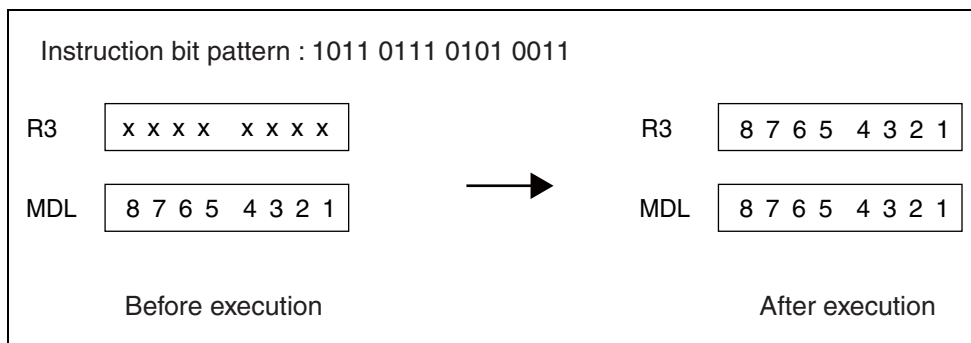 Instruction bit pattern : 1011 0111 0101 0011
R3 x x x x x x x x R3 8 7 6 5 4 3 2 1
MDL 8 7 6 5 4 3 2 1 MDL 8 7 6 5 4 3 2 1
Before execution After execution